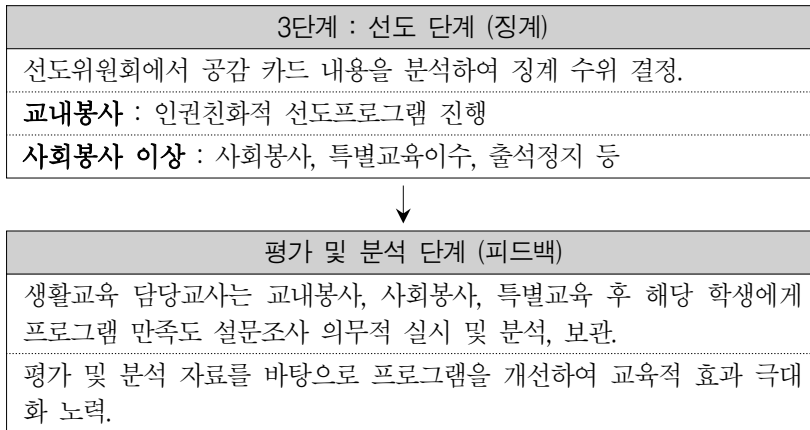 3단계 : 선도 단계 (징계)
선도위원회에서 공감 카드 내용을 분석하여 징계 수위 결정.
교내봉사 : 인권친화적 선도프로그램 진행
사회봉사 이상 : 사회봉사, 특별교육이수, 출석정지 등
평가 및 분석 단계 (피드백)
생활교육 담당교사는 교내봉사, 사회봉사, 특별교육 후 해당 학생에게
프로그램 만족도 설문조사 의무적 실시 및 분석, 보관.
평가 및 분석 자료를 바탕으로 프로그램을 개선하여 교육적 효과 극대
화 노력.